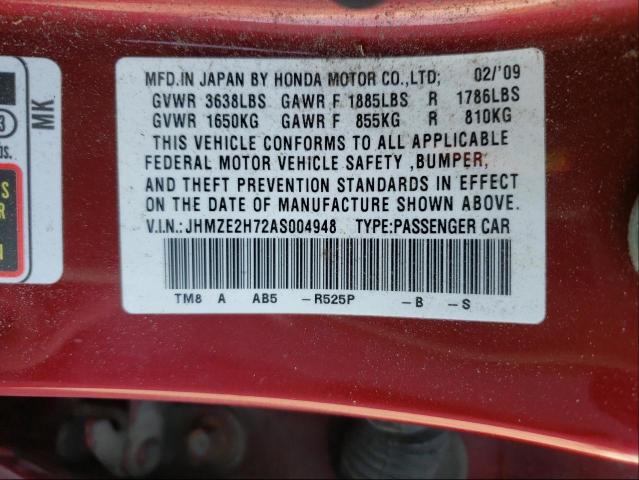 MFD.IN JAPAN BY HONDA MOTOR CO.,LTD; 02/'09
GVWR 3638LBS GAWR F 1885LBS R 1786LBS
GVWR 1650KG GAWR F 855KG R 810KG
THIS VEHICLE CONFORMS TO ALL APPLICABLE
FEDERAL MOTOR VEHICLE SAFETY ,BUMPER,
AND THEFT PREVENTION STANDARDS IN EFFECT
ON THE DATE OF MANUFACTURE SHOWN ABOVE.
V.I.N.: JHMZE2H72AS004948 TYPE:PASSENGER CAR
TM8 A AB5 -R525P -B -S
MK